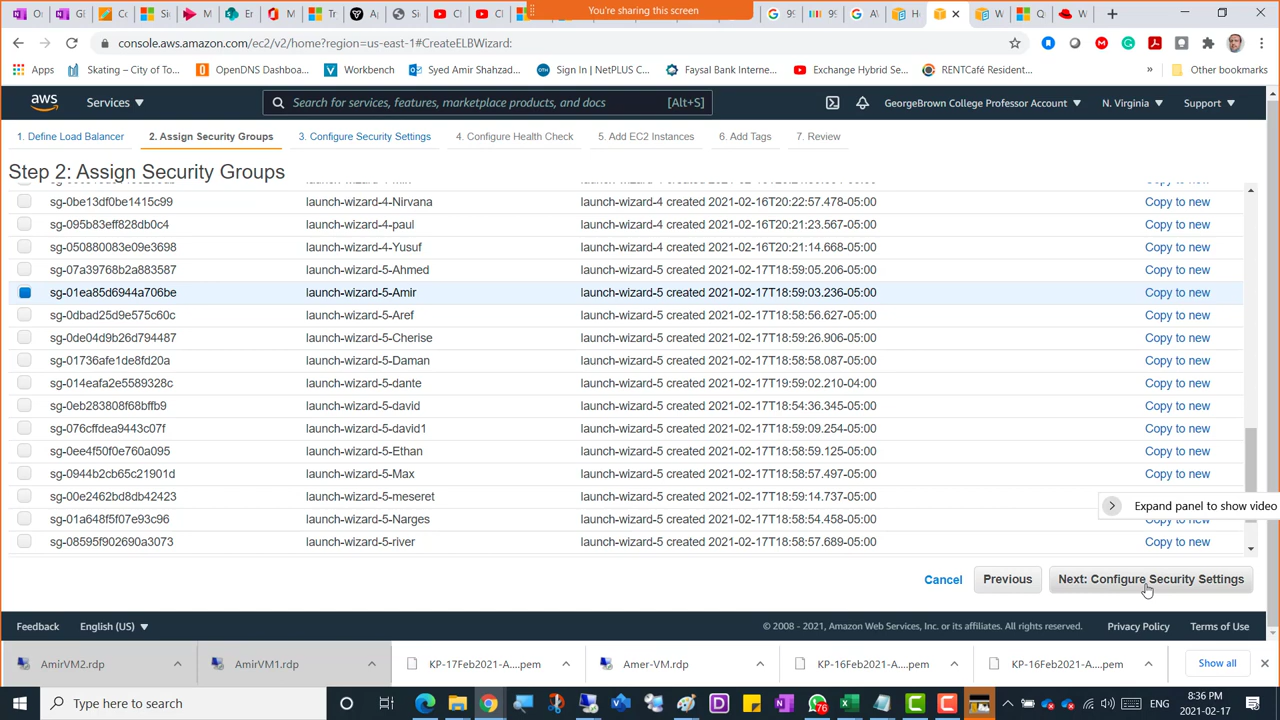 You're sharing this screen
console.aws.amazon.com/ec2/v2/home?region=us-east-1#CreateELBWizard:
Apps
Skating – City of To...
OpenDNS Dashboa...
Workbench
Syed Amir Shahzad...
Sign In | NetPLUS C...
Faysal Bank Interne...
Exchange Hybrid Se...
RENTCafé Resident...
Other bookmarks
aws
Services
Search for services, features, marketplace products, and docs
[Alt+S]
GeorgeBrown College Professor Account
N. Virginia
Support
1. Define Load Balancer
2. Assign Security Groups
3. Configure Security Settings
4. Configure Health Check
5. Add EC2 Instances
6. Add Tags
7. Review
Step 2: Assign Security Groups
sg-0be13df0be1415c99 launch-wizard-4-Nirvana launch-wizard-4 created 2021-02-16T20:22:57.478-05:00 Copy to new
sg-095b83eff828db0c4 launch-wizard-4-paul launch-wizard-4 created 2021-02-16T20:21:23.567-05:00 Copy to new
sg-050880083e09e3698 launch-wizard-4-Yusuf launch-wizard-4 created 2021-02-16T20:21:14.668-05:00 Copy to new
sg-07a39768b2a883587 launch-wizard-5-Ahmed launch-wizard-5 created 2021-02-17T18:59:05.206-05:00 Copy to new
sg-01ea85d6944a706be launch-wizard-5-Amir launch-wizard-5 created 2021-02-17T18:59:03.236-05:00 Copy to new
sg-0dbad25d9e575c60c launch-wizard-5-Aref launch-wizard-5 created 2021-02-17T18:58:56.627-05:00 Copy to new
sg-0de04d9b26d794487 launch-wizard-5-Cherise launch-wizard-5 created 2021-02-17T18:59:26.906-05:00 Copy to new
sg-01736afe1de8fd20a launch-wizard-5-Daman launch-wizard-5 created 2021-02-17T18:58:58.087-05:00 Copy to new
sg-014eafa2e5589328c launch-wizard-5-dante launch-wizard-5 created 2021-02-17T19:59:02.210-04:00 Copy to new
sg-0eb283808f68bffb9 launch-wizard-5-david launch-wizard-5 created 2021-02-17T18:54:36.345-05:00 Copy to new
sg-076cffdea9443c07f launch-wizard-5-david1 launch-wizard-5 created 2021-02-17T18:59:09.254-05:00 Copy to new
sg-0ee4f50f0e760a095 launch-wizard-5-Ethan launch-wizard-5 created 2021-02-17T18:58:59.125-05:00 Copy to new
sg-0944b2cb65c21901d launch-wizard-5-Max launch-wizard-5 created 2021-02-17T18:58:57.497-05:00 Copy to new
sg-00e2462bd8db42423 launch-wizard-5-meseret launch-wizard-5 created 2021-02-17T18:59:14.737-05:00
sg-01a648f5f07e93c96 launch-wizard-5-Narges launch-wizard-5 created 2021-02-17T18:58:54.458-05:00 Copy to new
sg-08595f902690a3073 launch-wizard-5-river launch-wizard-5 created 2021-02-17T18:58:57.689-05:00 Copy to new
Expand panel to show video
Cancel
Previous
Next: Configure Security Settings
Feedback
English (US)
© 2008 - 2021, Amazon Web Services, Inc. or its affiliates. All rights reserved.
Privacy Policy
Terms of Use
AmirVM2.rdp
AmirVM1.rdp
KP-17Feb2021-A....pem
Amer-VM.rdp
KP-16Feb2021-A....pem
KP-16Feb2021-A....pem
Show all
Type here to search
76
ENG
8:36 PM
2021-02-17